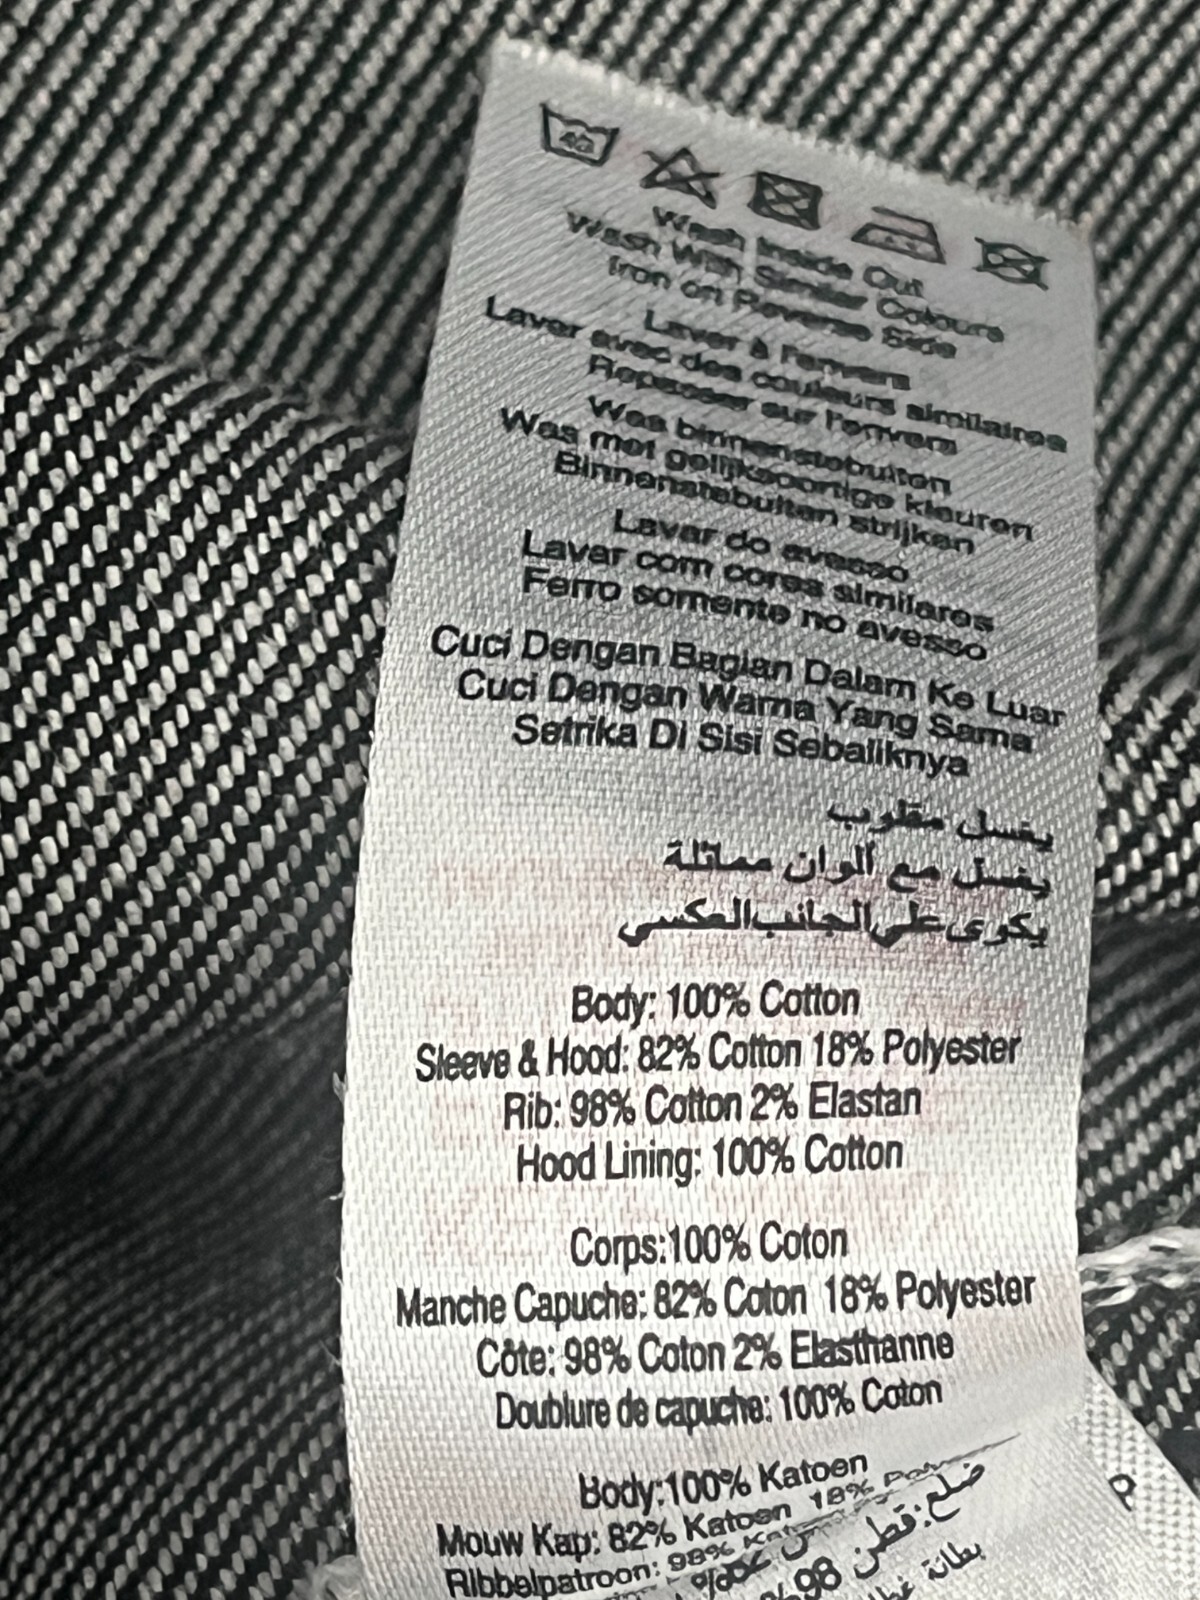 40
Wash Inside Out
Wash With Similar Colours
Iron on Reverse Side
Laver à l'envers
Laver avec des couleurs similaires
Repasser sur l'envers
Was binnenstebuiten
Was met gelijksoortige kleuren
Binnenstebuiten strijken
Lavar do avesso
Lavar com cores similares
Ferro somente no avesso
Cuci Dengan Bagian Dalam Ke Luar
Cuci Dengan Warna Yang Sama
Setrika Di Sisi Sebaliknya
يغسل مقلوب
يغسل مع ألوان مماثلة
يكوى على الجانب العكسي
Body: 100% Cotton
Sleeve & Hood: 82% Cotton 18% Polyester
Rib: 98% Cotton 2% Elastan
Hood Lining: 100% Cotton
Corps:100% Coton
Manche Capuche: 82% Coton 18% Polyester
Côte: 98% Coton 2% Elasthanne
Doublure de capuche: 100% Coton
Body:100% Katoen
Mouw Kap: 82% Katoen 18%
Ribbelpatroon: 98%
ضلع: قطن 98%
بطانة
P